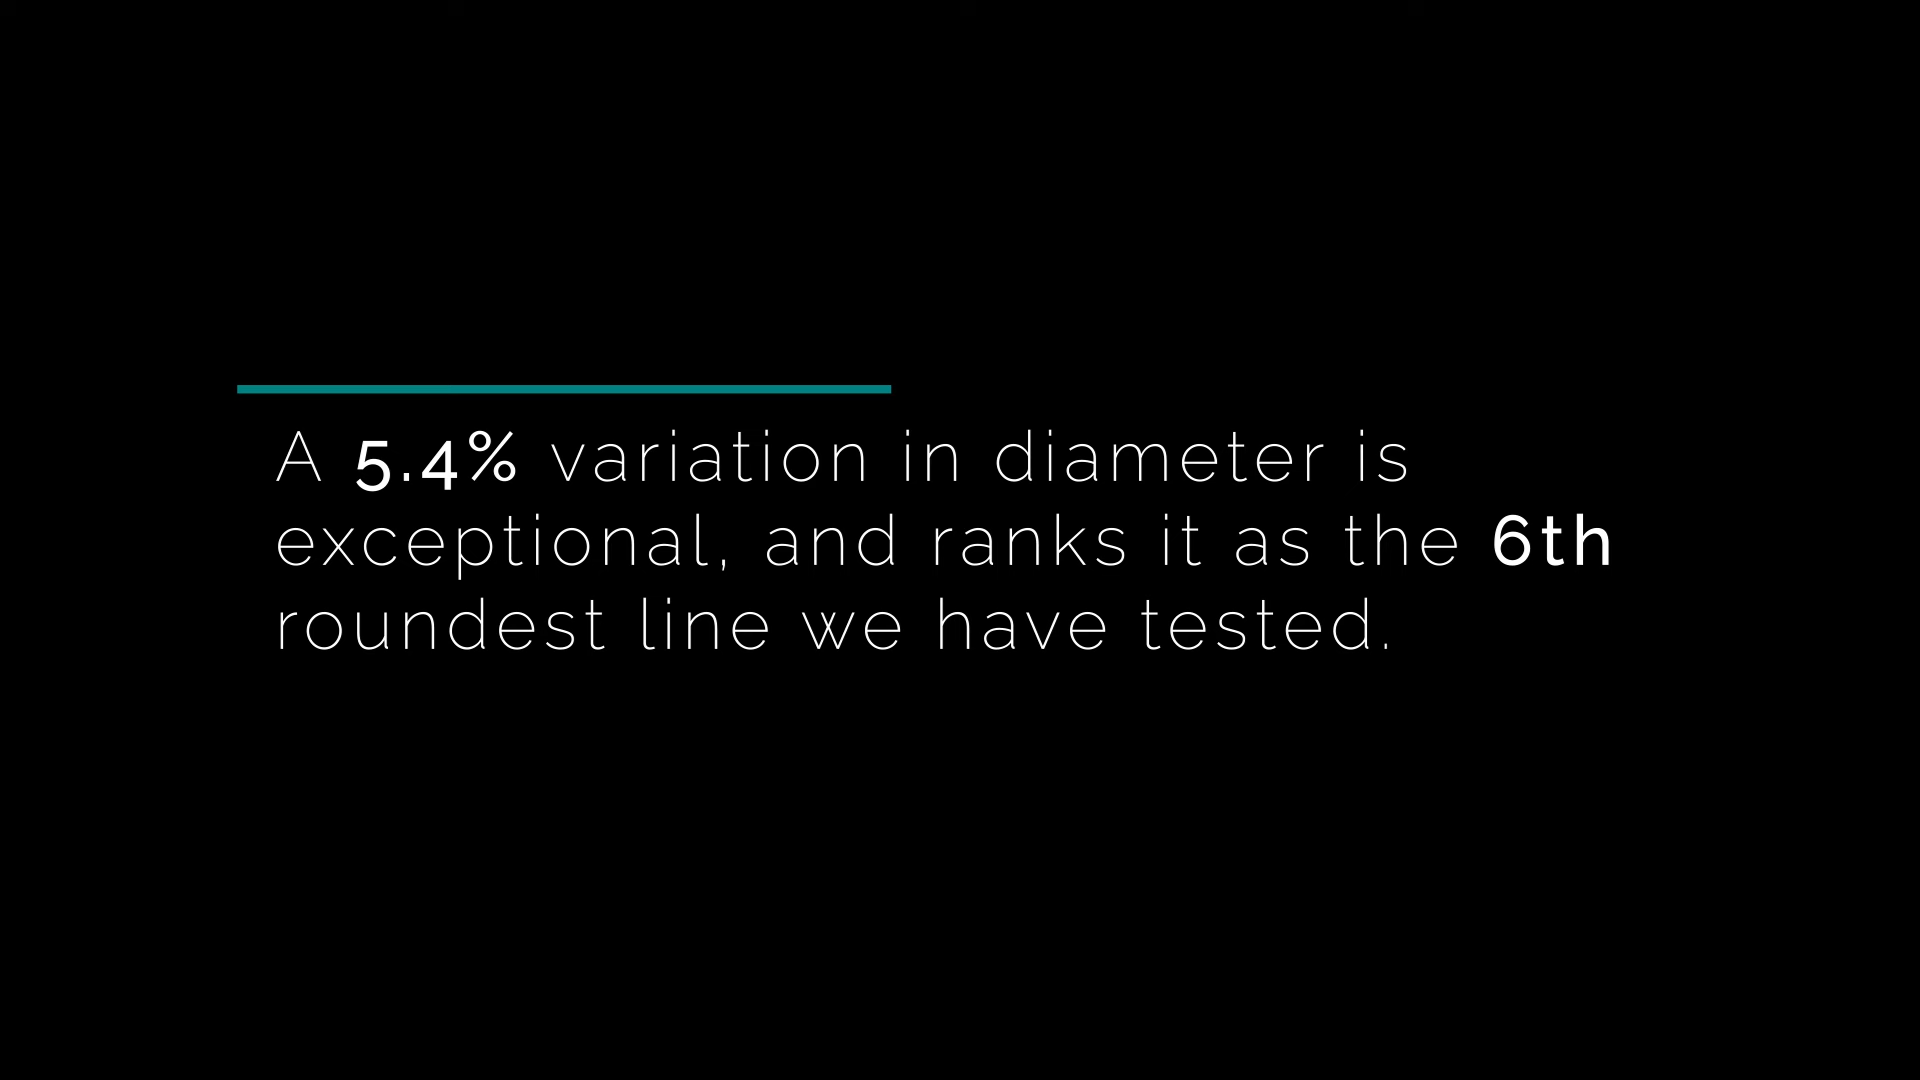 A 5.4% variation in diameter is
exceptional, and ranks it as the 6th
roundest line we have tested.